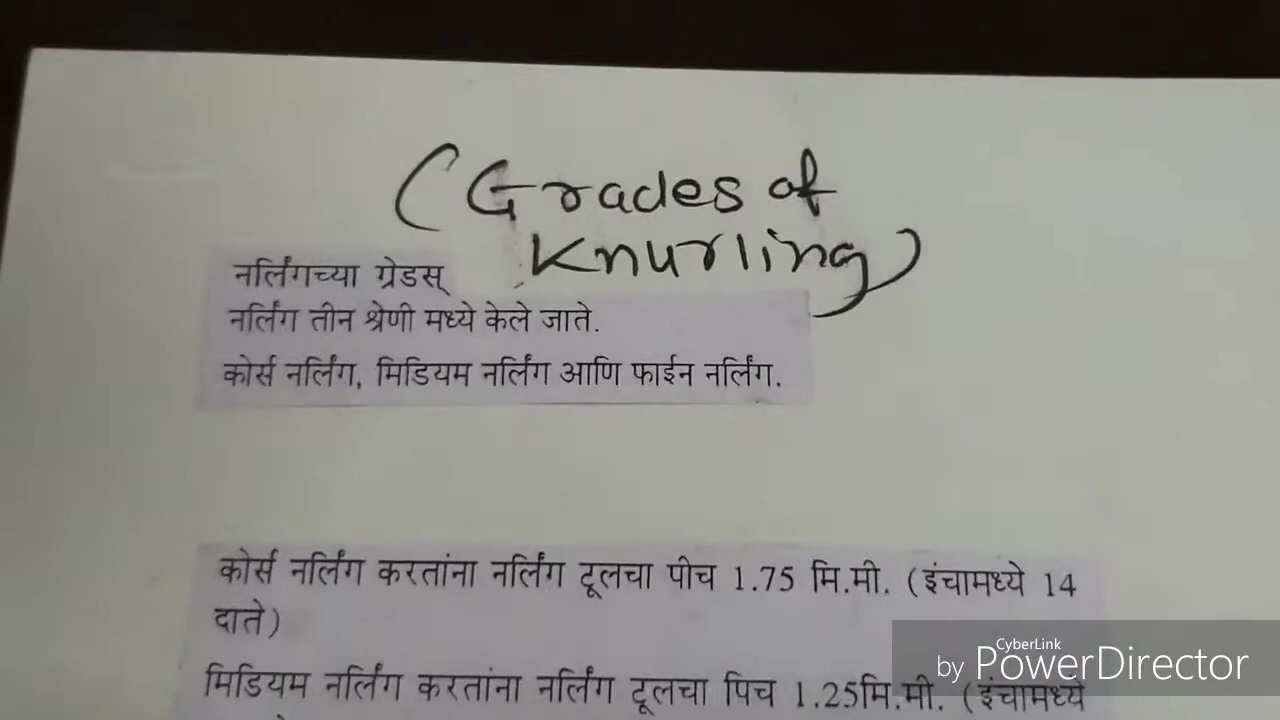 (Grades of
Knurling)
नर्लिंगच्या ग्रेडस्
नर्लिंग तीन श्रेणी मध्ये केले जाते.
कोर्स नर्लिंग, मिडियम नर्लिंग आणि फाईन नर्लिंग.
कोर्स नर्लिंग करतांना नर्लिंग टूलचा पीच 1.75 मि.मी. (इंचामध्ये 14
दाते)
मिडियम नर्लिंग करतांना नर्लिंग टूलचा पिच 1.25मि.मी. (इंचामध्ये
CyberLink
by PowerDirector